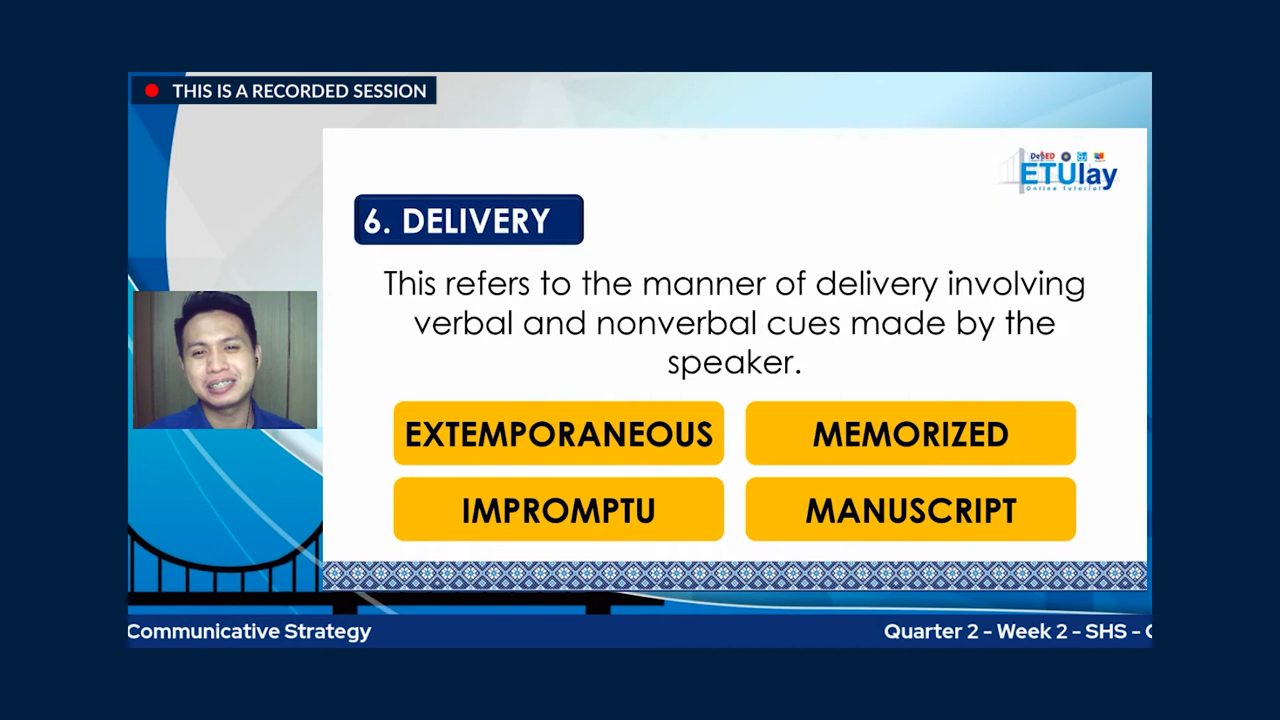 THIS IS A RECORDED SESSION
DepED
ETUlay
Online Tutorial
6. DELIVERY
This refers to the manner of delivery involving
verbal and nonverbal cues made by the
speaker.
EXTEMPORANEOUS
MEMORIZED
IMPROMPTU
MANUSCRIPT
Communicative Strategy
Quarter 2 - Week 2 - SHS -